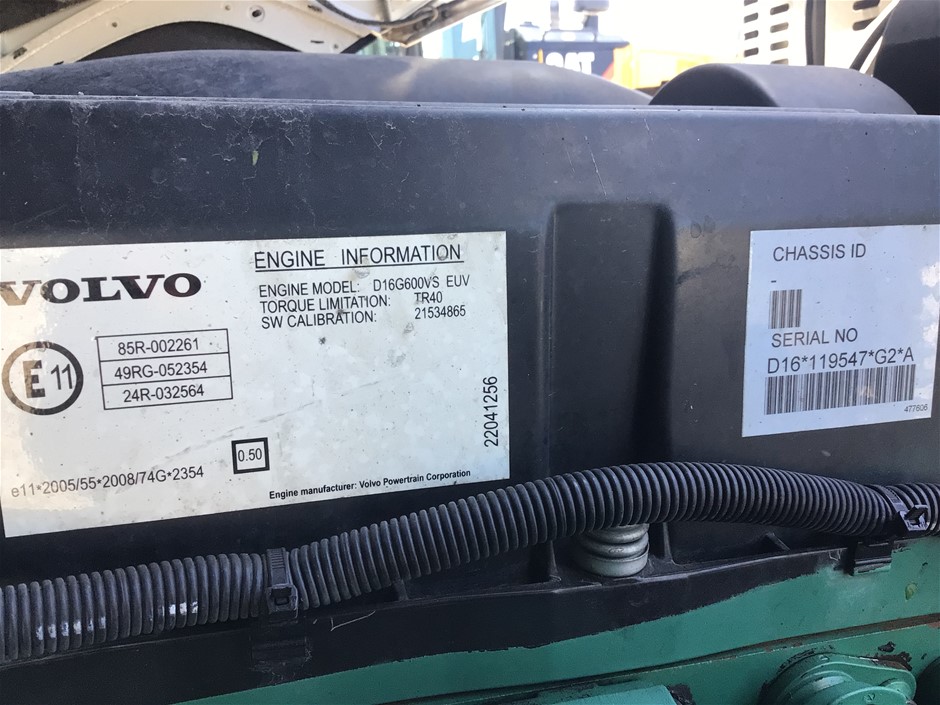 CAT
VOLVO
ENGINE INFORMATION
ENGINE MODEL: D16G600VS EUV
TORQUE LIMITATION: TR40
SW CALIBRATION: 21534865
E 11
85R-002261
49RG-052354
24R-032564
0.50
22041256
e11*2005/55*2008/74G*2354
Engine manufacturer: Volvo Powertrain Corporation
CHASSIS ID
-
SERIAL NO
D16*119547*G2*A
477606